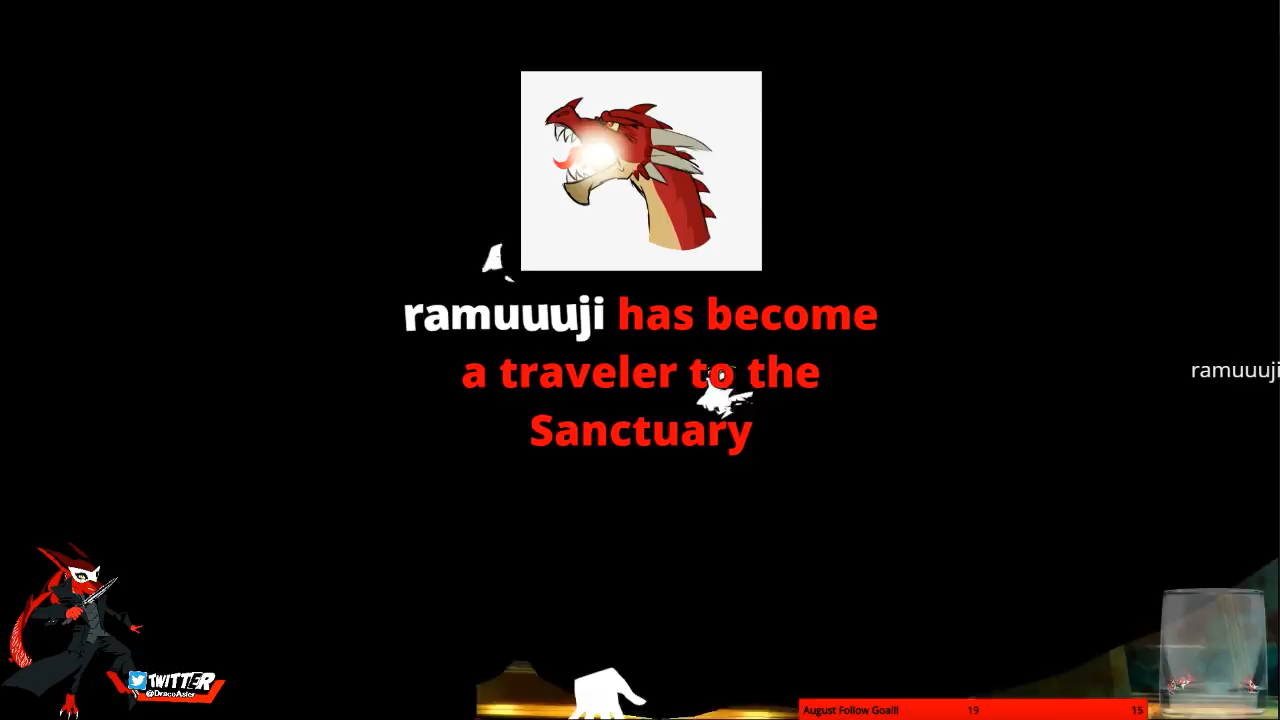 ramuuuji has become
a traveler to the
Sanctuary
ramuuuji
TWITTER
@DracoAster
August Follow Goal!! 19 15